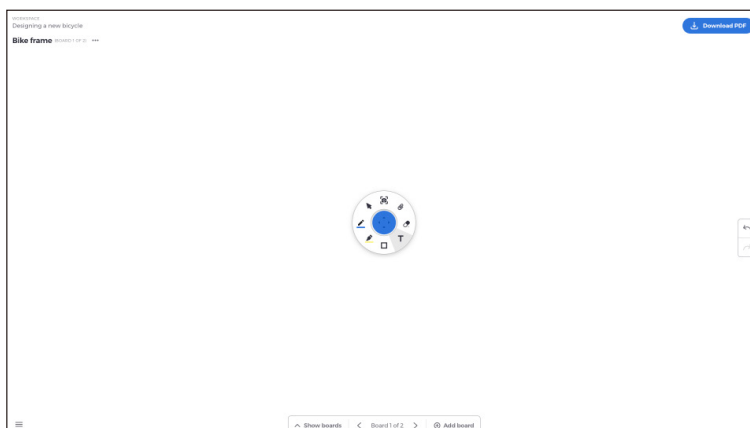 WORKSPACE
Designing a new bicycle
Download PDF
Bike frame BOARD 1 OF 2
T
Show boards
Board 1 of 2
Add board